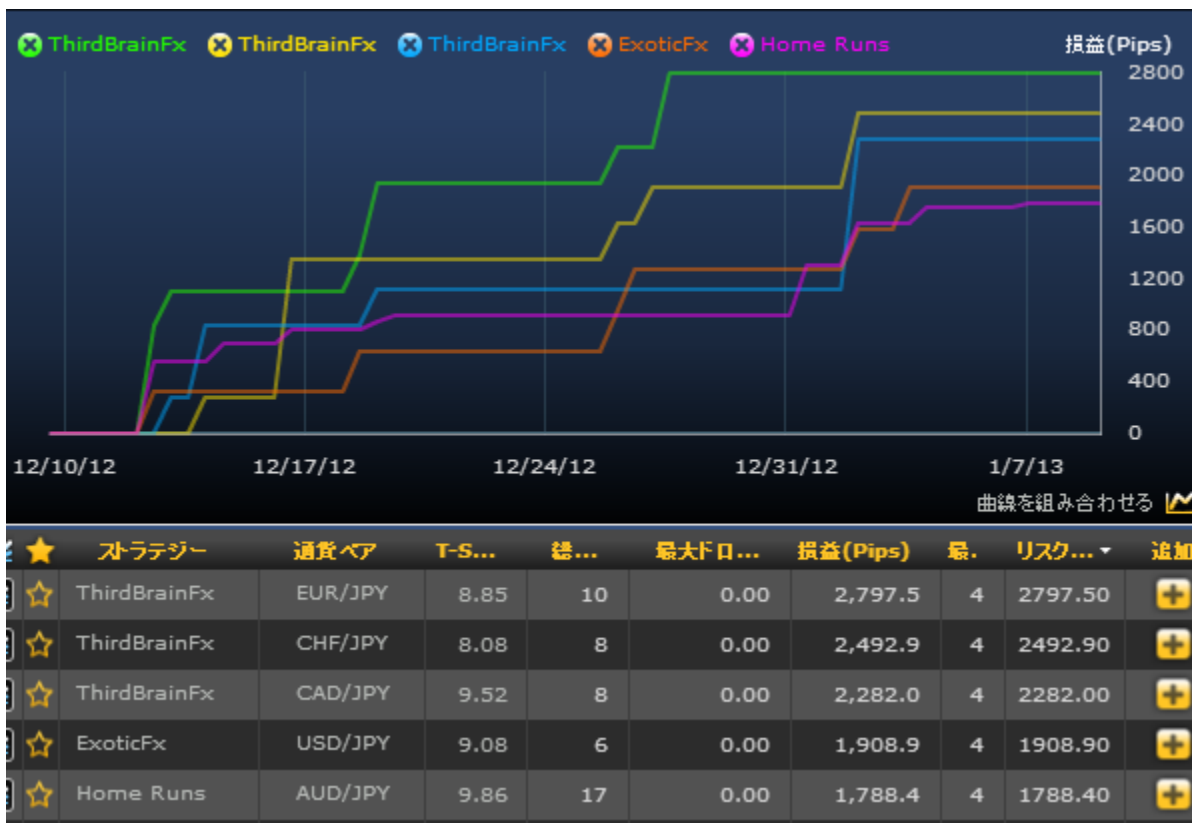 ThirdBrainFx ThirdBrainFx ThirdBrainFx ExoticFx Home Runs 損益(Pips)
2800
2400
2000
1600
1200
800
400
0
12/10/12 12/17/12 12/24/12 12/31/12 1/7/13
曲線を組み合わせる
ストラテジー 通貨ペア T-S... 総... 最大ドロ... 損益(Pips) 最. リスク... 追加
ThirdBrainFx EUR/JPY 8.85 10 0.00 2,797.5 4 2797.50
ThirdBrainFx CHF/JPY 8.08 8 0.00 2,492.9 4 2492.90
ThirdBrainFx CAD/JPY 9.52 8 0.00 2,282.0 4 2282.00
ExoticFx USD/JPY 9.08 6 0.00 1,908.9 4 1908.90
Home Runs AUD/JPY 9.86 17 0.00 1,788.4 4 1788.40